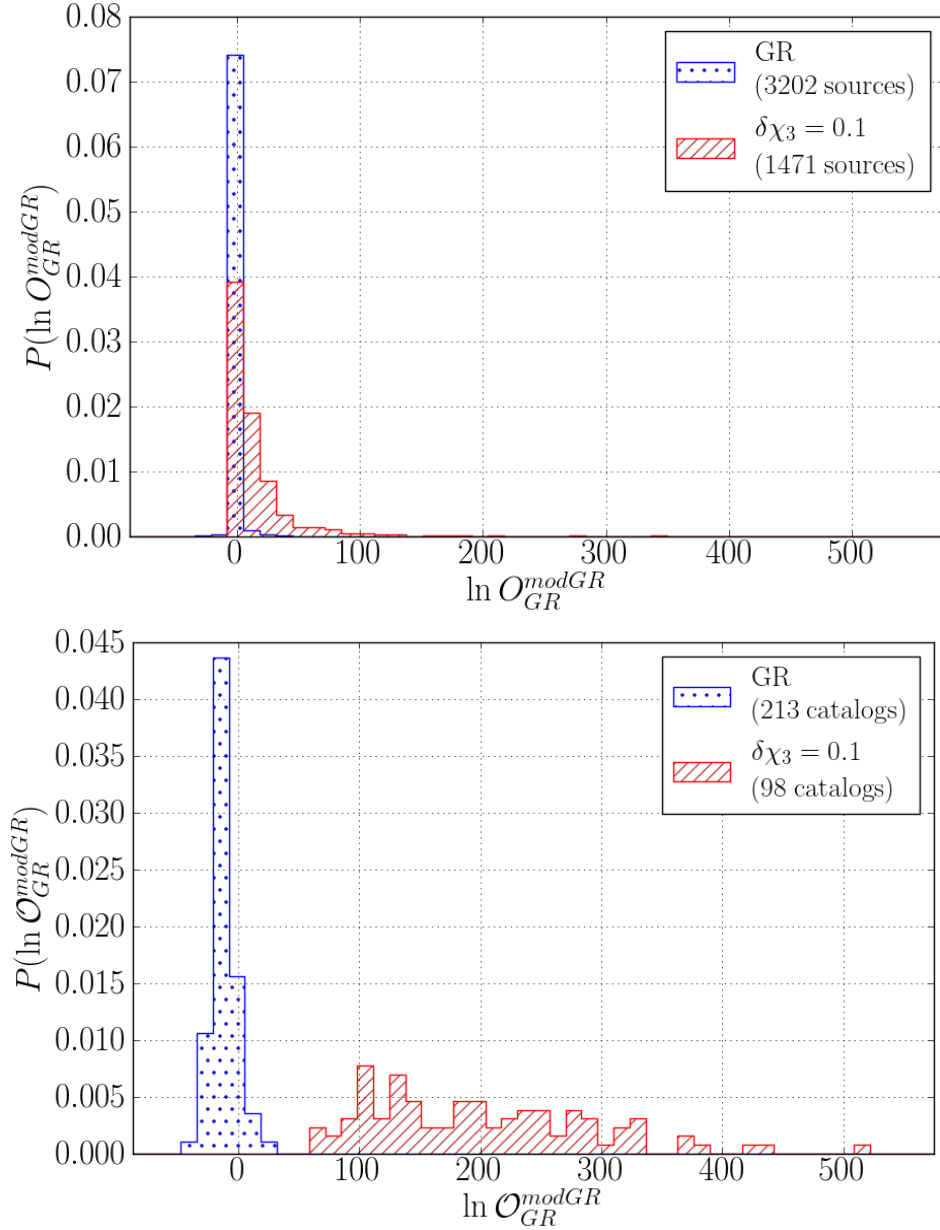 0.08
0.07
0.06
0.05
0.04
0.03
0.02
0.01
0.00
P(ln O_{GR}^{modGR})
GR
(3202 sources)
δχ₃ = 0.1
(1471 sources)
0 100 200 300 400 500
ln O_{GR}^{modGR}
0.045
0.040
0.035
0.030
0.025
0.020
0.015
0.010
0.005
0.000
P(ln 𝒪_{GR}^{modGR})
GR
(213 catalogs)
δχ₃ = 0.1
(98 catalogs)
0 100 200 300 400 500
ln 𝒪_{GR}^{modGR}